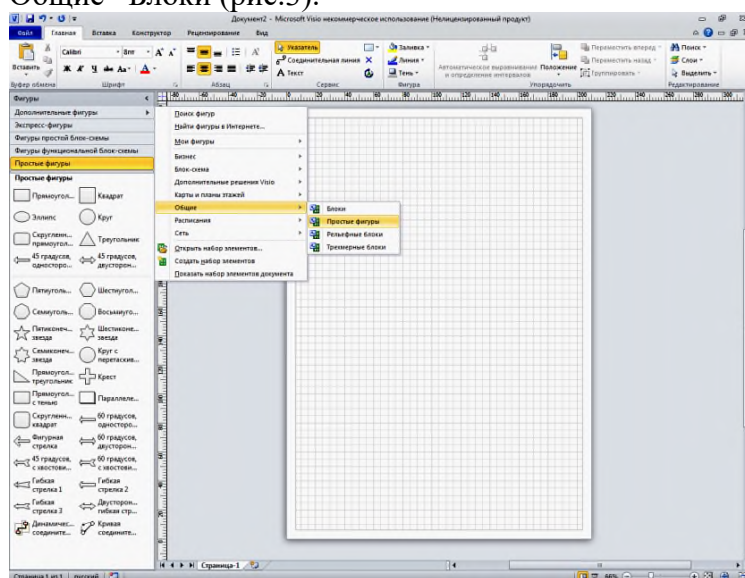 Общие - Блоки (рис.3).
Документ2 - Microsoft Visio некоммерческое использование (Нелицензированный продукт)
Файл Главная Вставка Конструктор Рецензирование Вид
Вставить
Calibri 8пт
Ж К Ч abc Aa A
Буфер обмена Шрифт Абзац Сервис Фигура Упорядочить Редактирование
Указатель
Соединительная линия
A Текст
Заливка
Линия
Тень
Автоматическое выравнивание
и определение интервалов
Положение
Переместить вперед
Переместить назад
Группировать
Поиск
Слои
Выделить
Фигуры
Дополнительные фигуры
Экспресс-фигуры
Фигуры простой блок-схемы
Фигуры функциональной блок-схемы
Простые фигуры
Простые фигуры
Прямоугол... Квадрат
Эллипс Круг
Скругленн... прямоугол... Треугольник
45 градусов, односторо... 45 градусов, двусторон...
Пятиуголь... Шестиугол...
Семиуголь... Восьмиуго...
Пятиконеч... звезда Шестиконе... звезда
Семиконеч... звезда Круг с перетаскив...
Прямоугол... треугольник Крест
Прямоугол... с тенью Параллеле...
Скругленн... квадрат 60 градусов, односторо...
Фигурная стрелка 60 градусов, двусторон...
45 градусов, с хвостови... 60 градусов, с хвостови...
Гибкая стрелка 1 Гибкая стрелка 2
Гибкая стрелка 3 Двусторон... гибкая стр...
Динамичес... соедините... Кривая соедините...
Поиск фигур
Найти фигуры в Интернете...
Мои фигуры
Бизнес
Блок-схема
Дополнительные решения Visio
Карты и планы этажей
Общие
Расписания
Сеть
Открыть набор элементов...
Создать набор элементов
Показать набор элементов документа
Блоки
Простые фигуры
Рельефные блоки
Трехмерные блоки
Страница-1
Страница 1 из 1 русский 66%